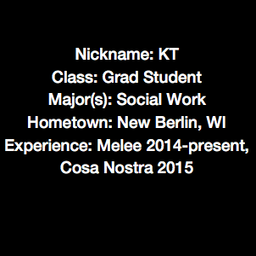 Nickname: KT
Class: Grad Student
Major(s): Social Work
Hometown: New Berlin, WI
Experience: Melee 2014-present,
Cosa Nostra 2015